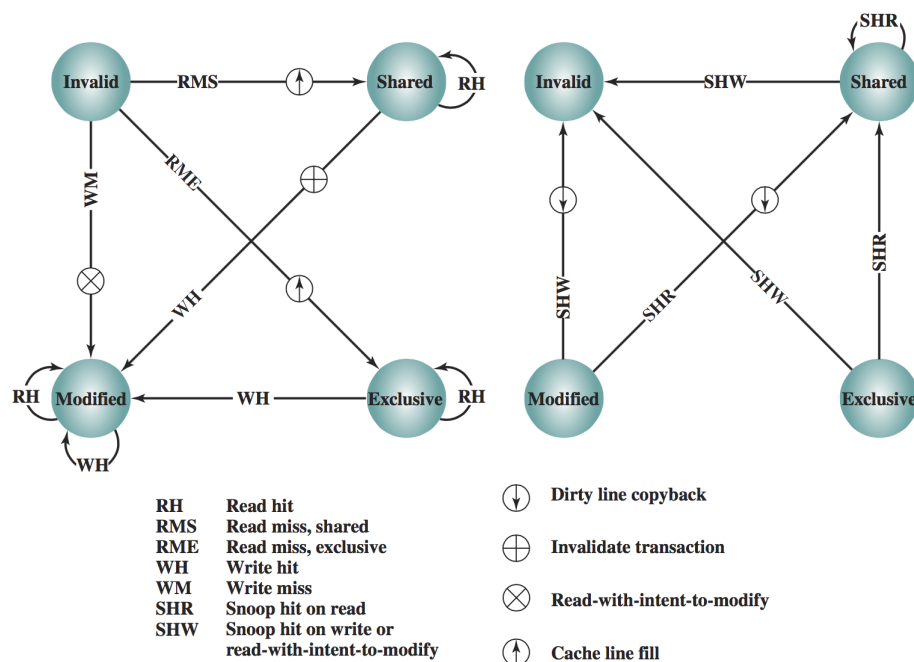 Invalid
RMS
Shared
RH
RME
WM
WH
RH
Modified
WH
Exclusive
RH
WH
SHR
Invalid
SHW
Shared
SHW
SHR
SHW
SHR
Modified
Exclusive
RH Read hit
RMS Read miss, shared
RME Read miss, exclusive
WH Write hit
WM Write miss
SHR Snoop hit on read
SHW Snoop hit on write or
read-with-intent-to-modify
Dirty line copyback
Invalidate transaction
Read-with-intent-to-modify
Cache line fill